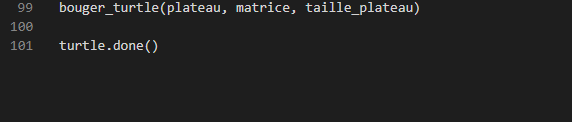 99 bouger_turtle(plateau, matrice, taille_plateau)
100
101 turtle.done()